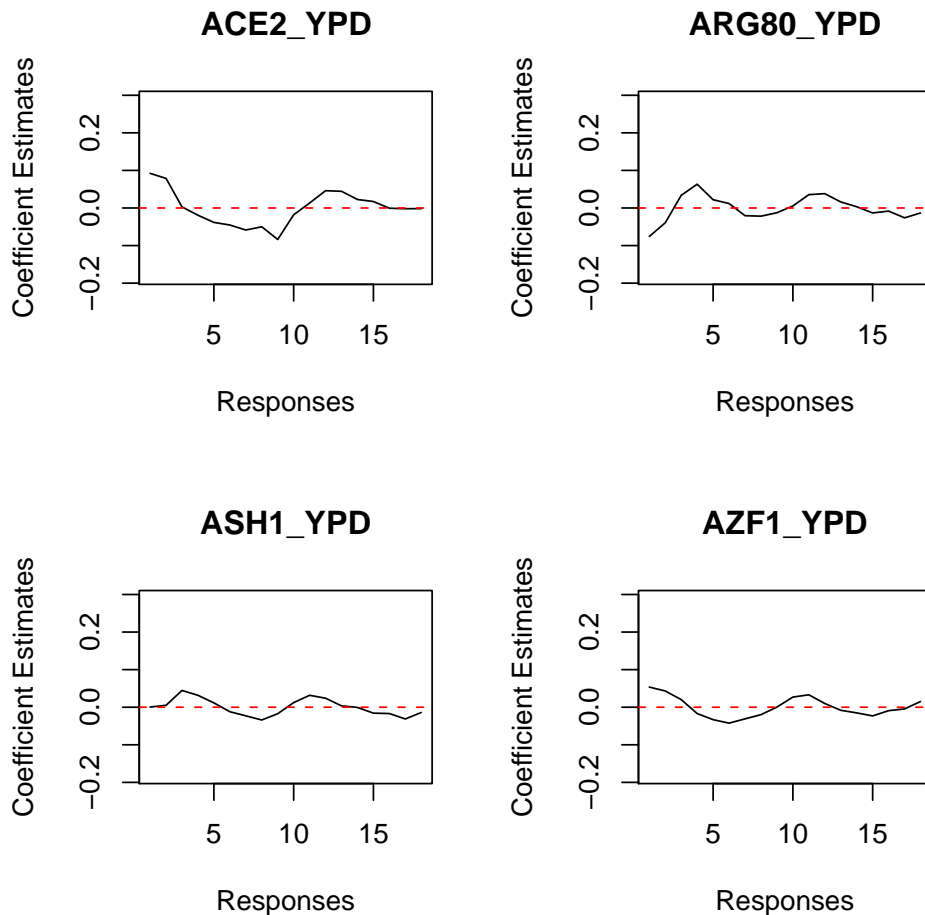 ACE2_YPD
Coefficient Estimates
−0.2
0.0
0.2
5
10
15
Responses
ARG80_YPD
Coefficient Estimates
−0.2
0.0
0.2
5
10
15
Responses
ASH1_YPD
Coefficient Estimates
−0.2
0.0
0.2
5
10
15
Responses
AZF1_YPD
Coefficient Estimates
−0.2
0.0
0.2
5
10
15
Responses